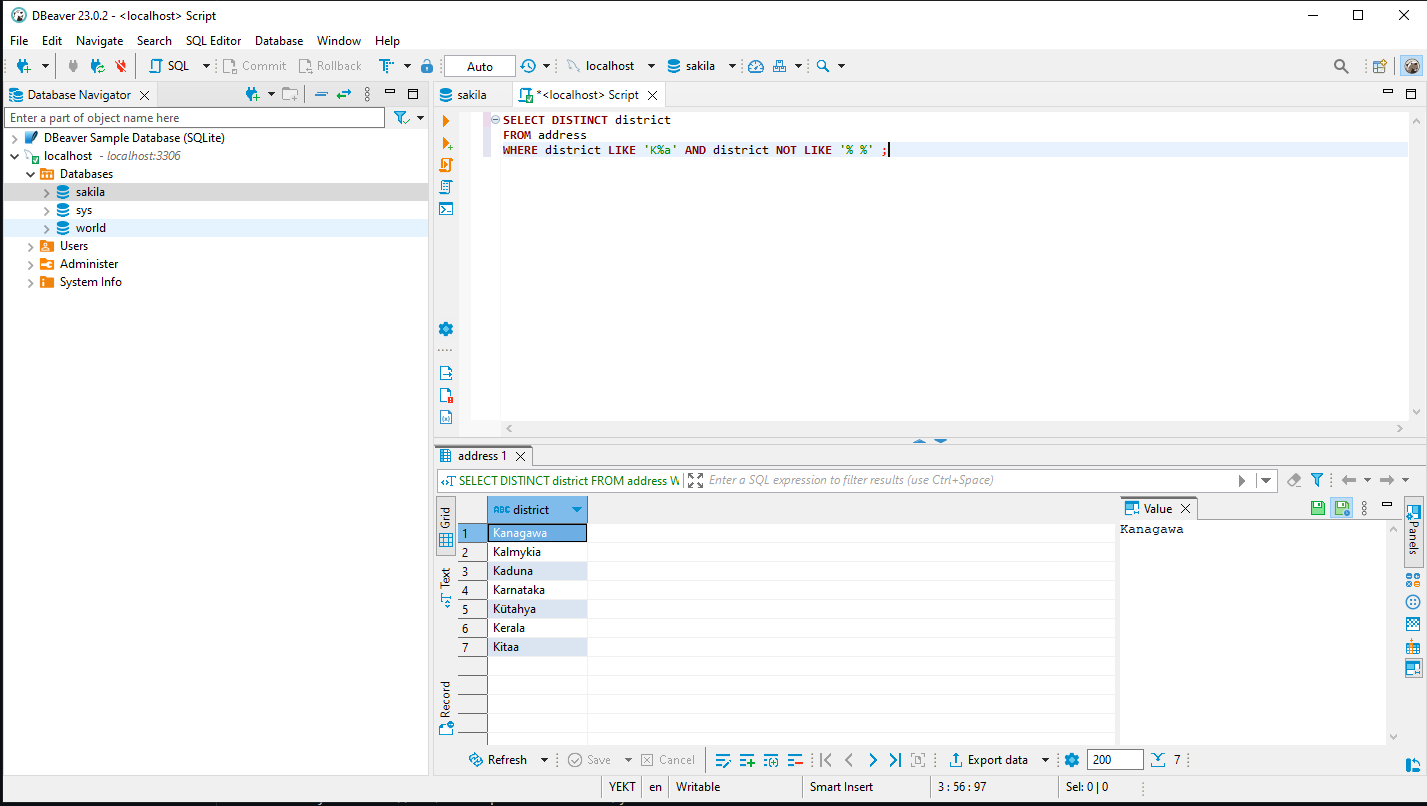 DBeaver 23.0.2 - <localhost> Script
File Edit Navigate Search SQL Editor Database Window Help
SQL Commit Rollback Auto localhost sakila
Database Navigator
Enter a part of object name here
DBeaver Sample Database (SQLite)
localhost - localhost:3306
Databases
sakila
sys
world
Users
Administer
System Info
sakila *<localhost> Script
SELECT DISTINCT district
FROM address
WHERE district LIKE 'K%a' AND district NOT LIKE '% %' ;
address 1
SELECT DISTINCT district FROM address W Enter a SQL expression to filter results (use Ctrl+Space)
Grid
Text
Record
ABC district
1 Kanagawa
2 Kalmykia
3 Kaduna
4 Karnataka
5 Kütahya
6 Kerala
7 Kitaa
Value
Kanagawa
Panels
Refresh Save Cancel Export data 200 7
YEKT en Writable Smart Insert 3 : 56 : 97 Sel: 0 | 0